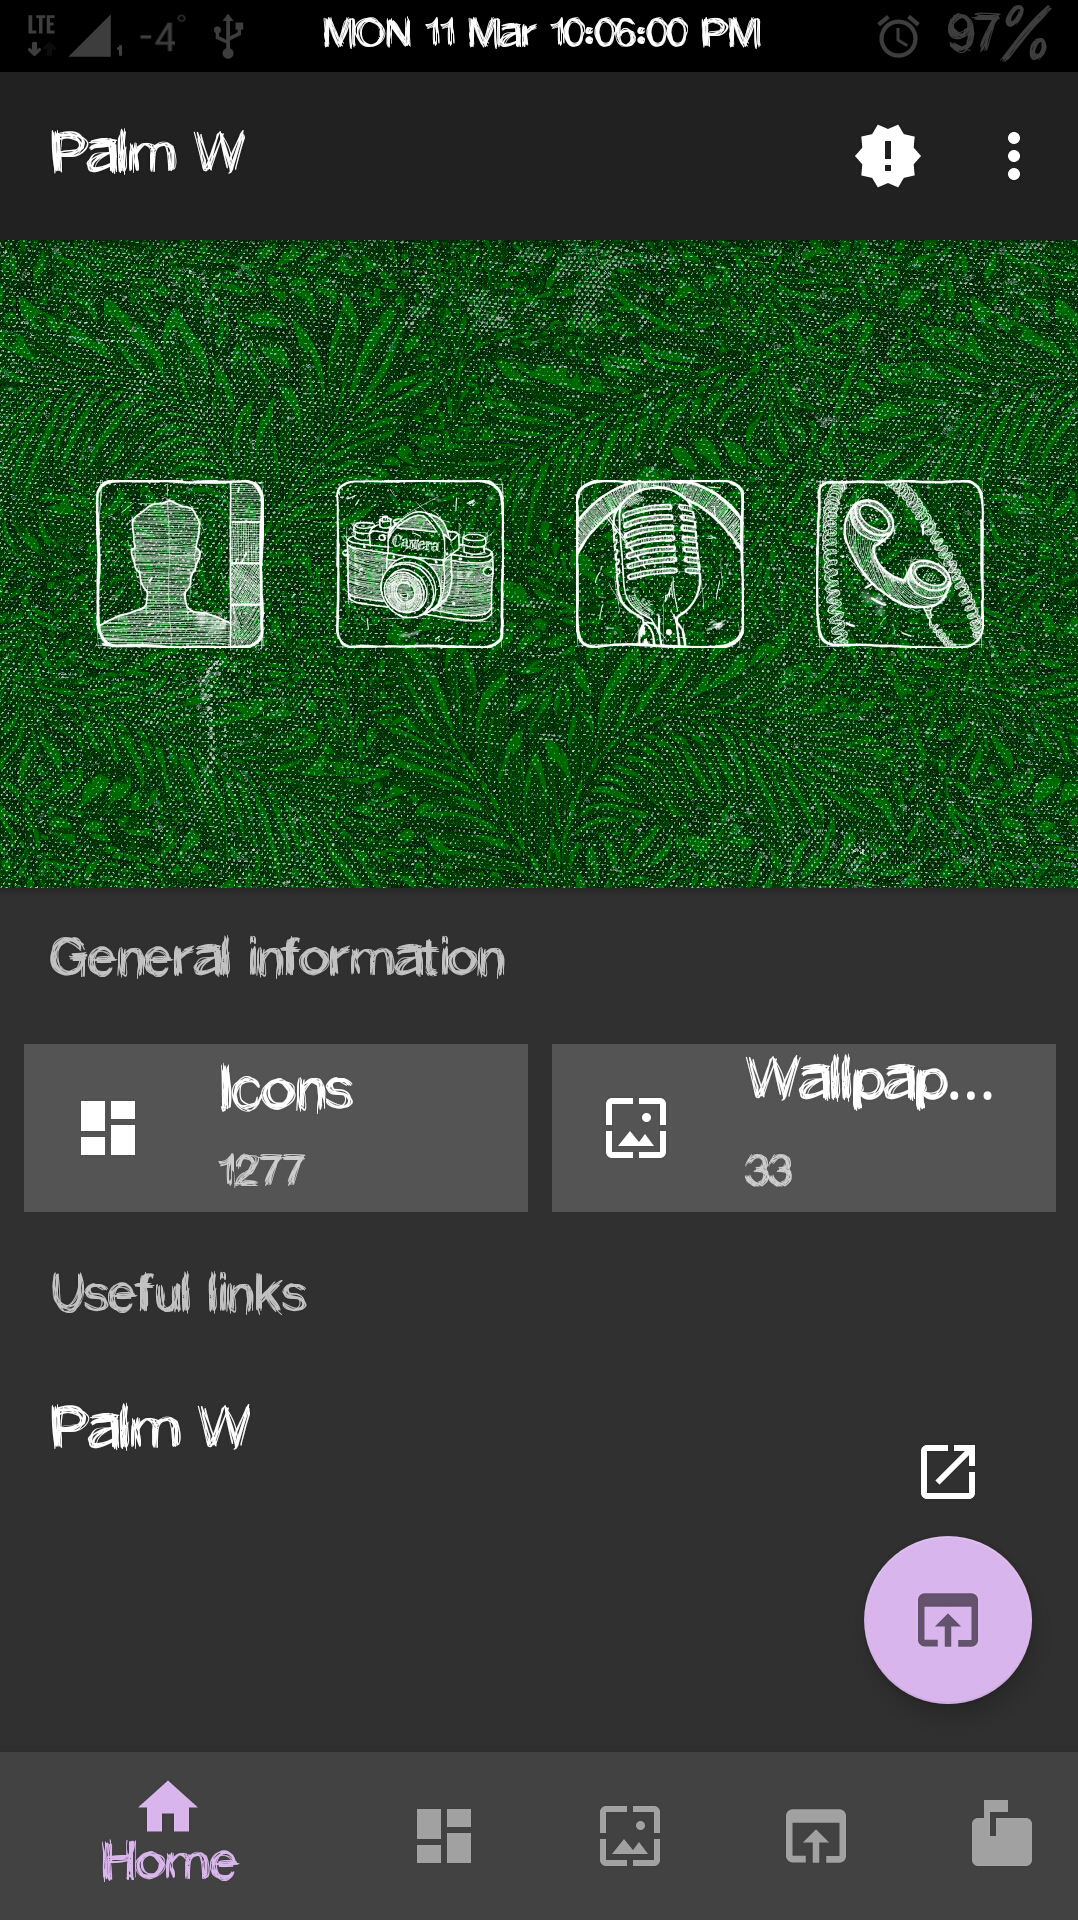 LTE 1 -4° MON 11 Mar 10:06:00 PM 97%
Palm W
Camera
General information
Icons
1277
Wallpap...
33
Useful links
Palm W
Home